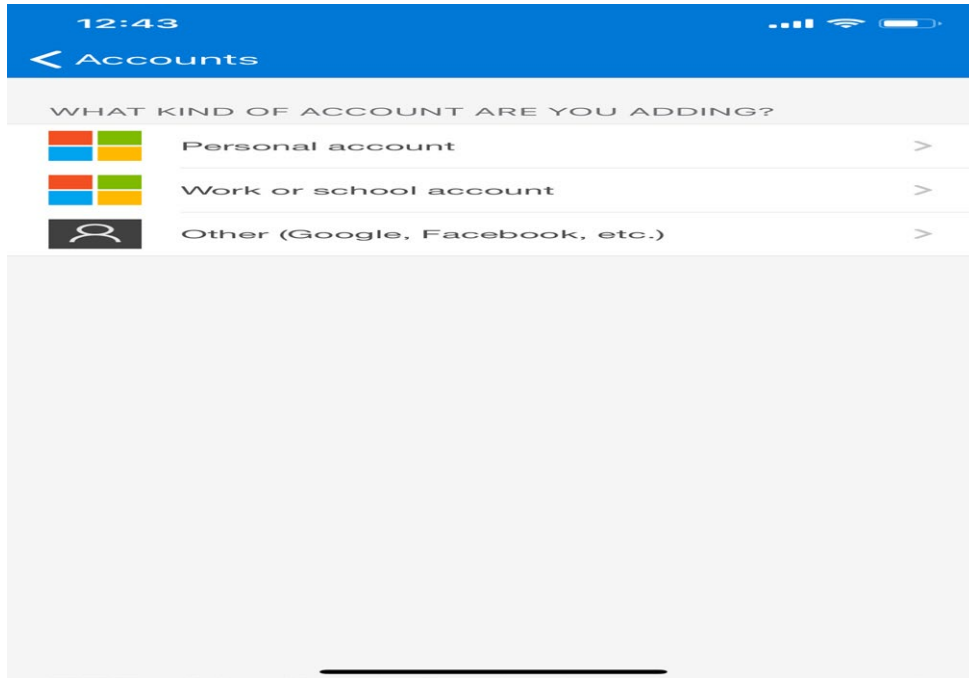 12:43
Accounts
WHAT KIND OF ACCOUNT ARE YOU ADDING?
Personal account
Work or school account
Other (Google, Facebook, etc.)